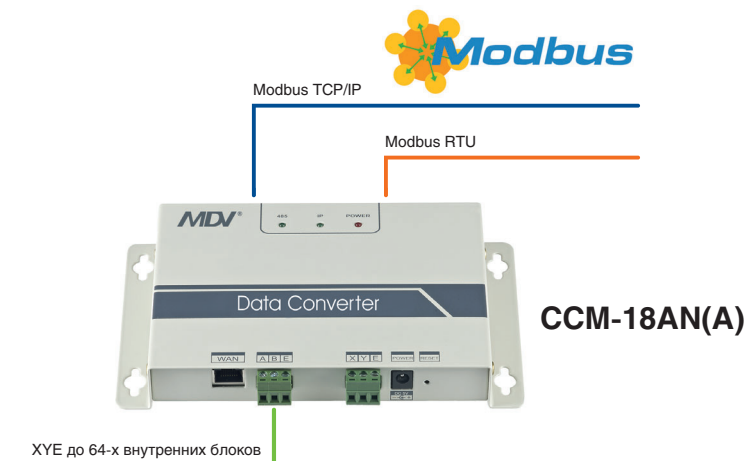 Modbus
Modbus TCP/IP
Modbus RTU
MDV®
485 IP POWER
Data Converter
CCM-18AN(A)
WAN A B E X Y E POWER RESET
XYE до 64-х внутренних блоков